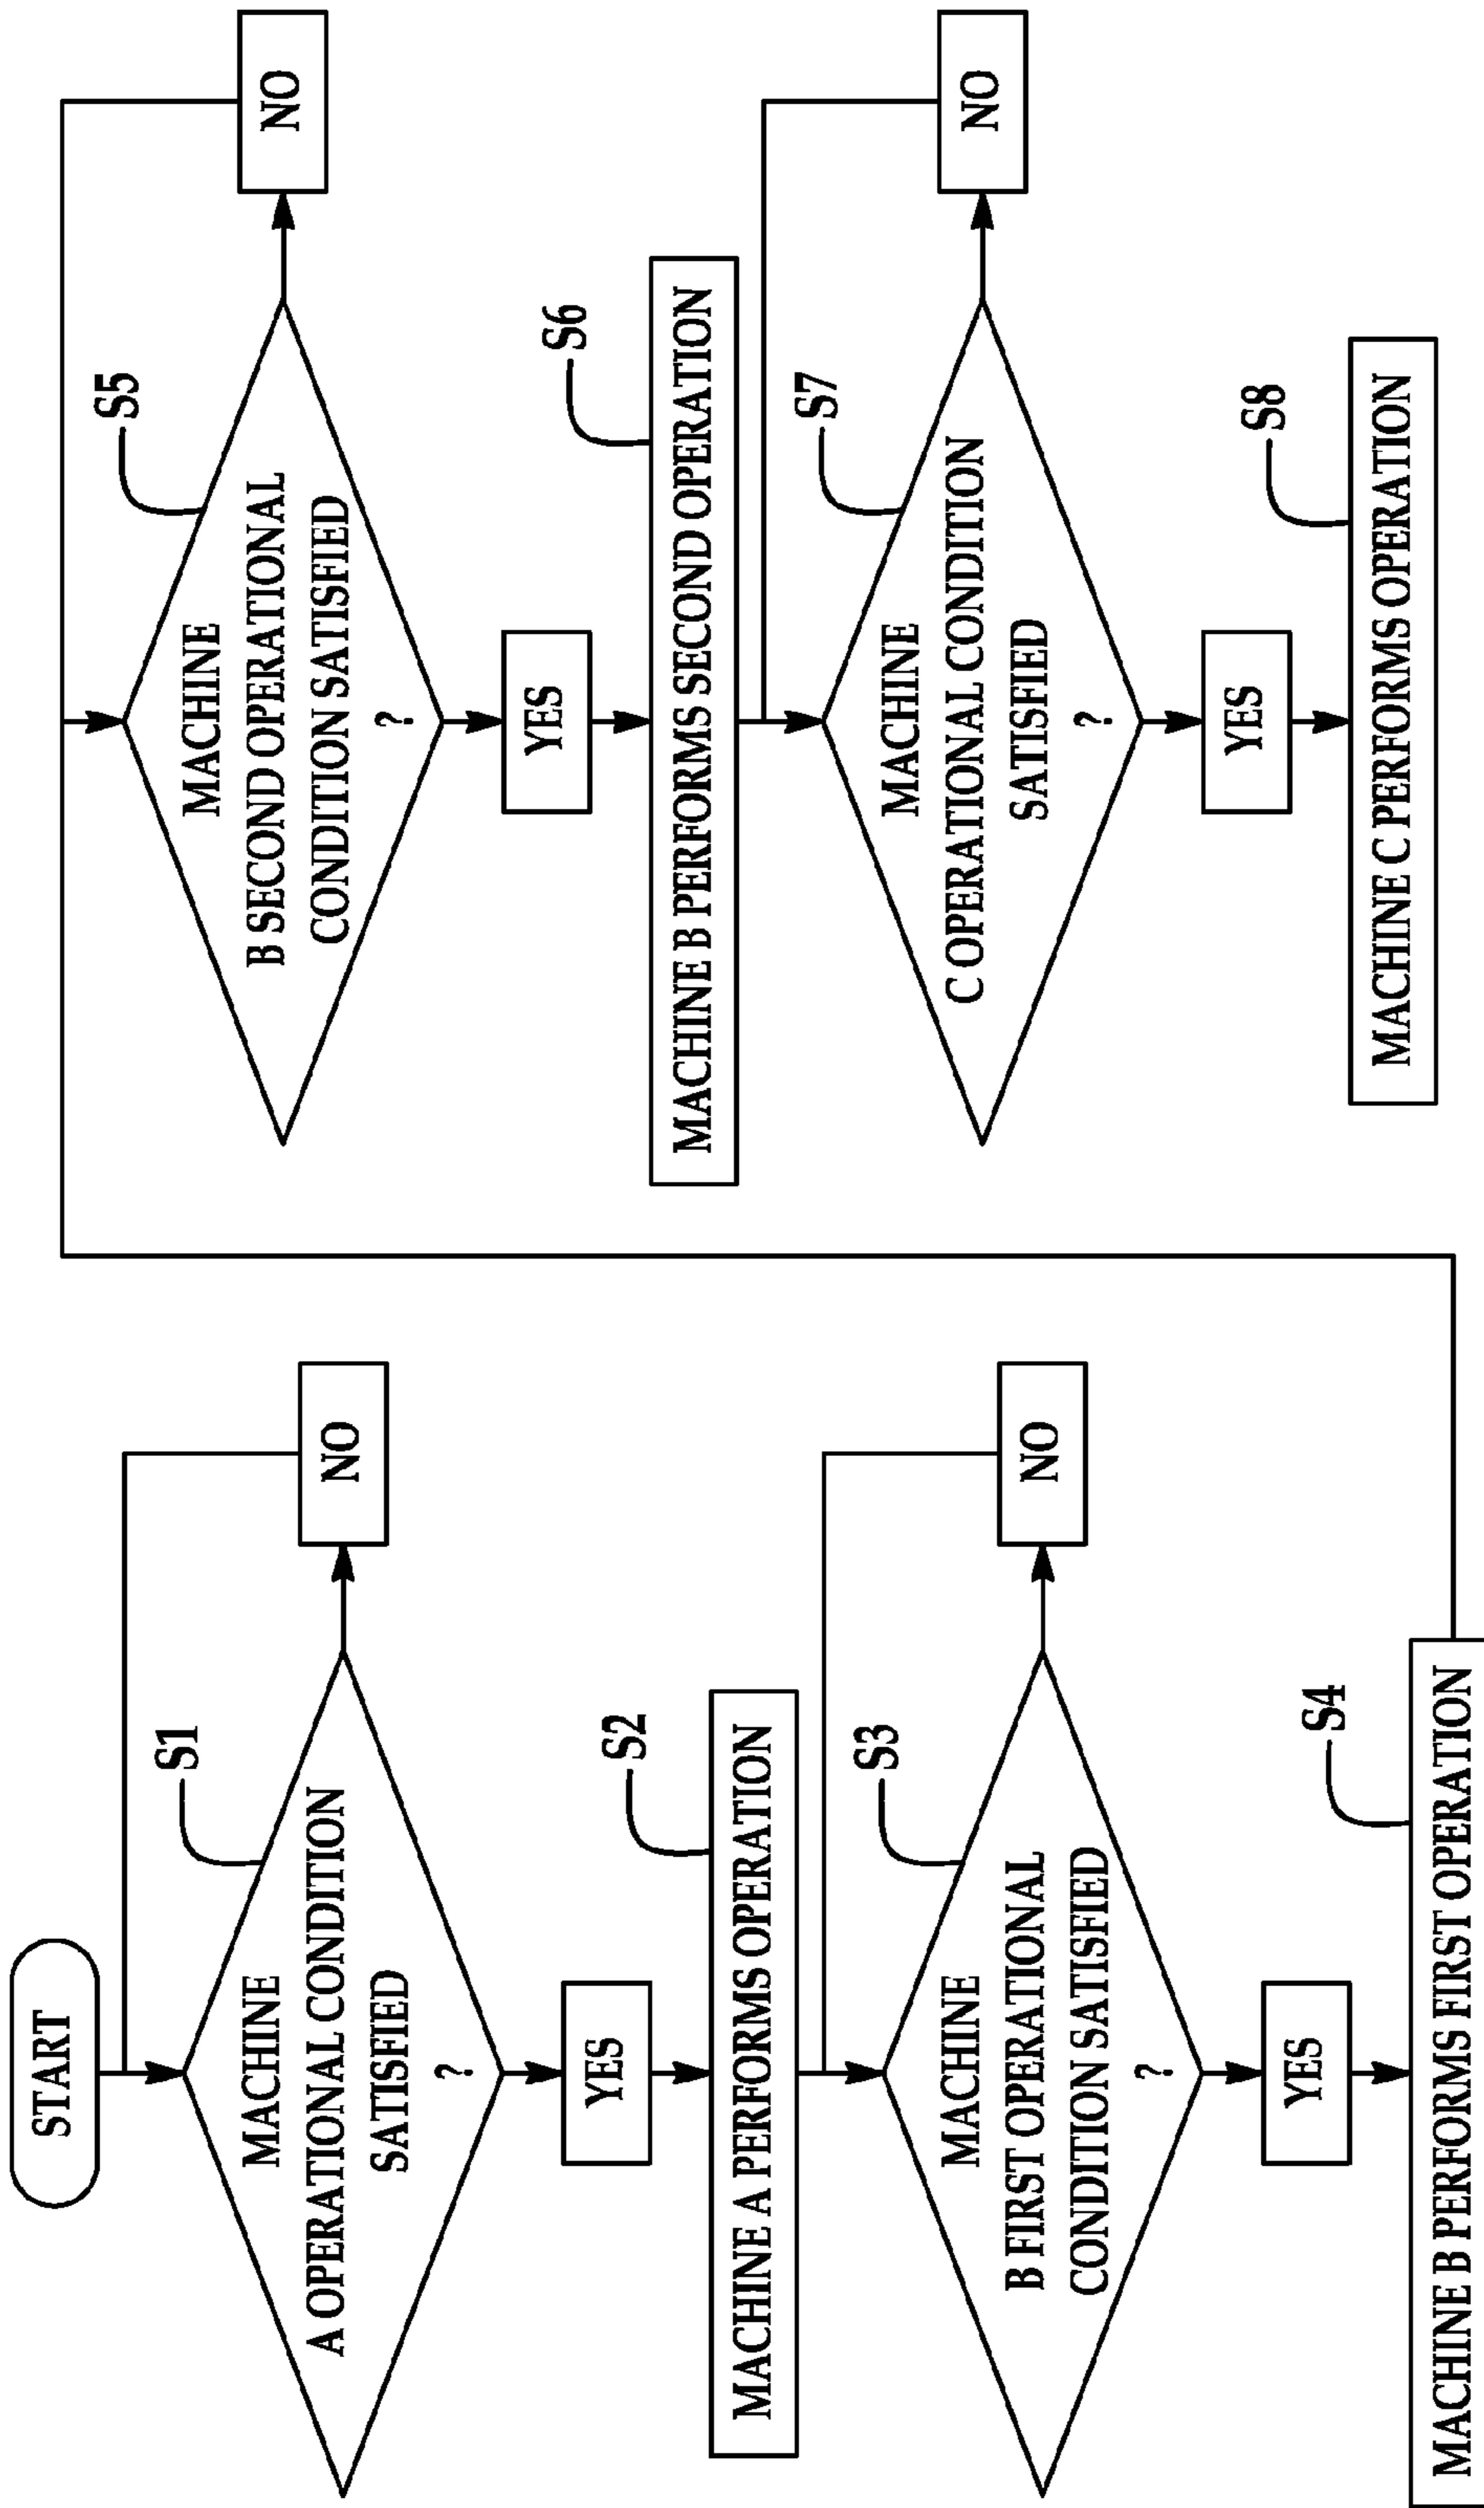 START
S1
MACHINE
A OPERATIONAL CONDITION
SATISFIED
?
NO
YES
S2
MACHINE A PERFORMS OPERATION
S3
MACHINE
B FIRST OPERATIONAL
CONDITION SATISFIED
?
NO
YES
S4
MACHINE B PERFORMS FIRST OPERATION
S5
MACHINE
B SECOND OPERATIONAL
CONDITION SATISFIED
?
NO
YES
S6
MACHINE B PERFORMS SECOND OPERATION
S7
MACHINE
C OPERATIONAL CONDITION
SATISFIED
?
NO
YES
S8
MACHINE C PERFORMS OPERATION